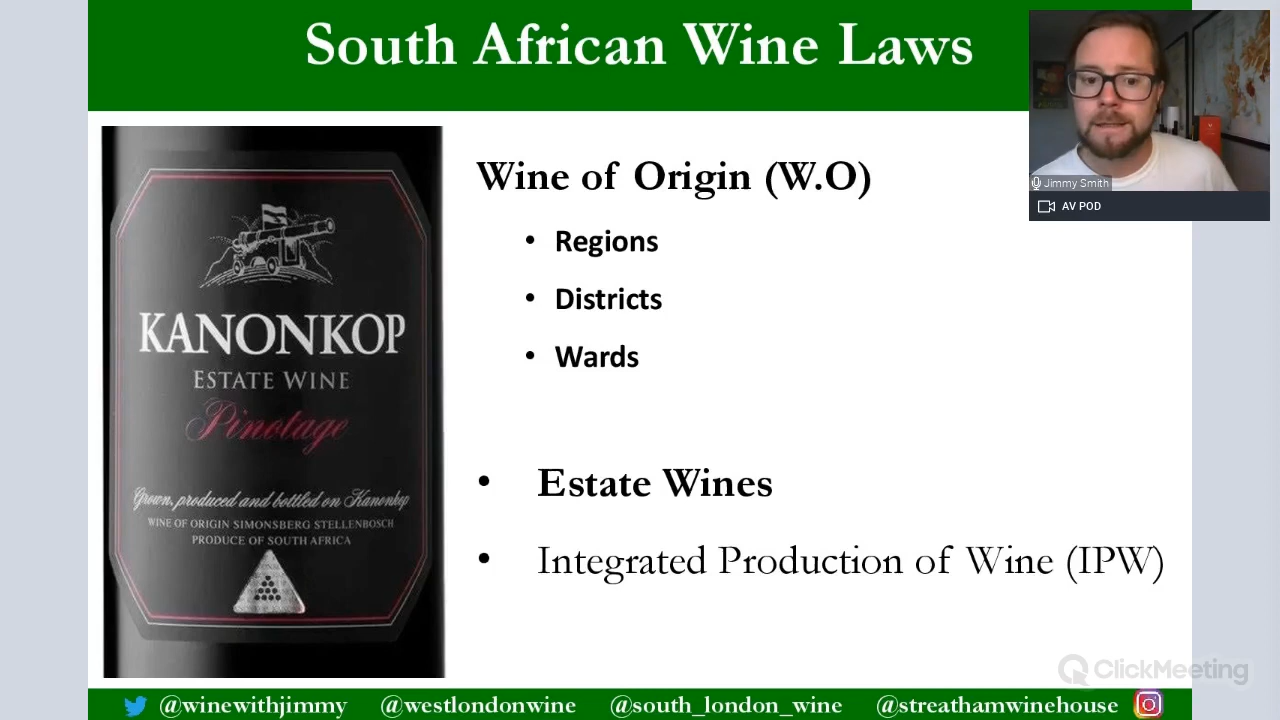 South African Wine Laws
Jimmy Smith
AV POD
KANONKOP
ESTATE WINE
Pinotage
Grown, produced and bottled on Kanonkop
WINE OF ORIGIN SIMONSBERG STELLENBOSCH
PRODUCE OF SOUTH AFRICA
Wine of Origin (W.O)
• Regions
• Districts
• Wards
• Estate Wines
• Integrated Production of Wine (IPW)
ClickMeeting
@winewithjimmy @westlondonwine @south_london_wine @streathamwinehouse